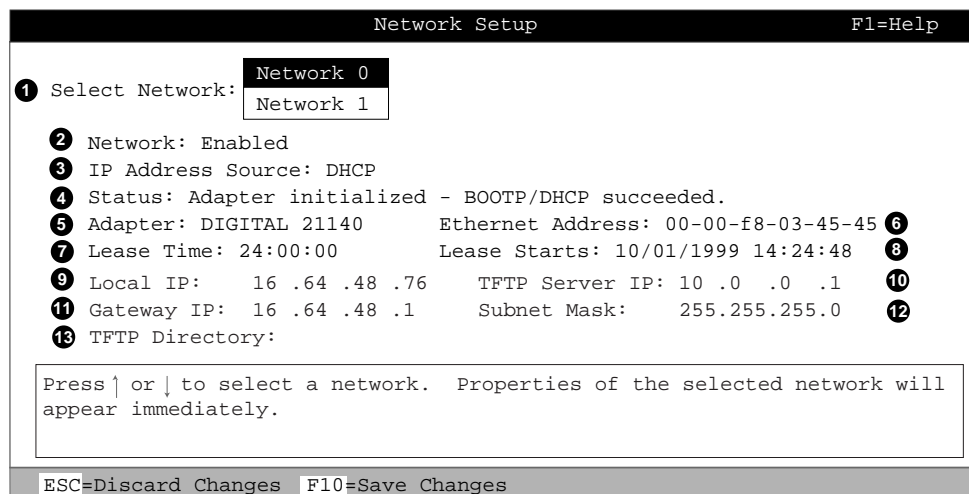 Network Setup F1=Help
Network 0
1 Select Network:
Network 1
2 Network: Enabled
3 IP Address Source: DHCP
4 Status: Adapter initialized - BOOTP/DHCP succeeded.
5 Adapter: DIGITAL 21140 Ethernet Address: 00-00-f8-03-45-45 6
7 Lease Time: 24:00:00 Lease Starts: 10/01/1999 14:24:48 8
9 Local IP: 16 .64 .48 .76 TFTP Server IP: 10 .0 .0 .1 10
11 Gateway IP: 16 .64 .48 .1 Subnet Mask: 255.255.255.0 12
13 TFTP Directory:
Press ↑ or ↓ to select a network. Properties of the selected network will
appear immediately.
ESC=Discard Changes F10=Save Changes